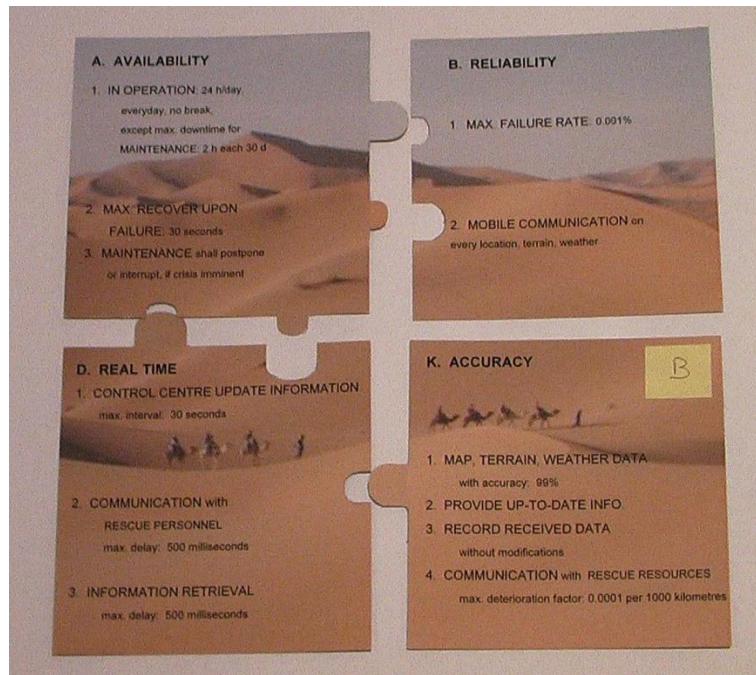 A. AVAILABILITY
1. IN OPERATION: 24 h/day,
everyday, no break,
except max. downtime for
MAINTENANCE: 2 h each 30 d
2. MAX. RECOVER UPON
FAILURE: 30 seconds
3. MAINTENANCE shall postpone
or interrupt, if crisis imminent
B. RELIABILITY
1. MAX. FAILURE RATE: 0.001%
2. MOBILE COMMUNICATION on
every location, terrain, weather
D. REAL TIME
1. CONTROL CENTRE UPDATE INFORMATION
max. interval: 30 seconds
2. COMMUNICATION with
RESCUE PERSONNEL
max. delay: 500 milliseconds
3. INFORMATION RETRIEVAL
max. delay: 500 milliseconds
K. ACCURACY
B
1. MAP, TERRAIN, WEATHER DATA
with accuracy: 99%
2. PROVIDE UP-TO-DATE INFO
3. RECORD RECEIVED DATA
without modifications
4. COMMUNICATION with RESCUE RESOURCES
max. deterioration factor: 0.0001 per 1000 kilometres